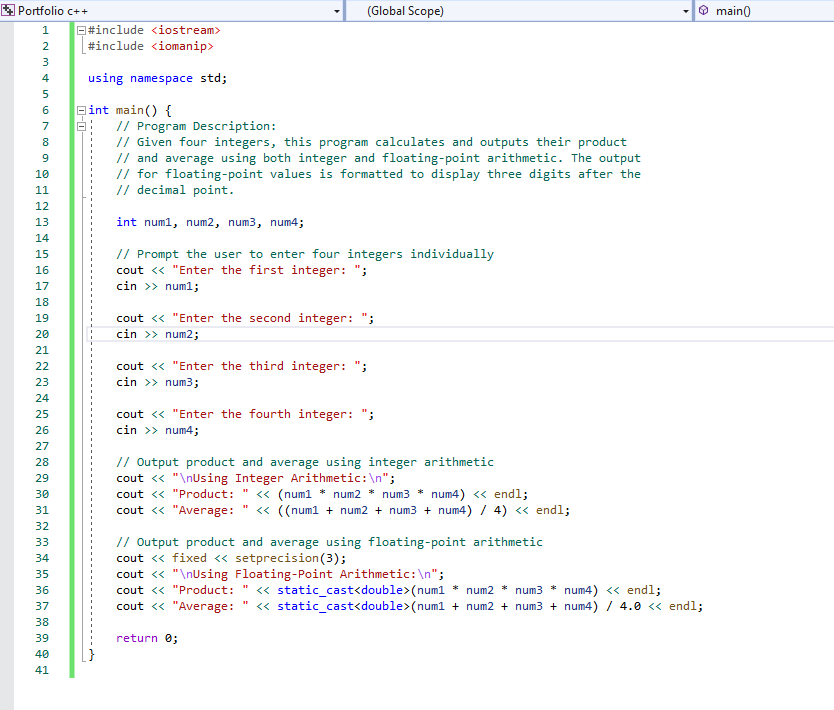 Portfolio c++ (Global Scope) main()
1 #include <iostream>
2 #include <iomanip>
3
4 using namespace std;
5
6 int main() {
7 // Program Description:
8 // Given four integers, this program calculates and outputs their product
9 // and average using both integer and floating-point arithmetic. The output
10 // for floating-point values is formatted to display three digits after the
11 // decimal point.
12
13 int num1, num2, num3, num4;
14
15 // Prompt the user to enter four integers individually
16 cout << "Enter the first integer: ";
17 cin >> num1;
18
19 cout << "Enter the second integer: ";
20 cin >> num2;
21
22 cout << "Enter the third integer: ";
23 cin >> num3;
24
25 cout << "Enter the fourth integer: ";
26 cin >> num4;
27
28 // Output product and average using integer arithmetic
29 cout << "\nUsing Integer Arithmetic:\n";
30 cout << "Product: " << (num1 * num2 * num3 * num4) << endl;
31 cout << "Average: " << ((num1 + num2 + num3 + num4) / 4) << endl;
32
33 // Output product and average using floating-point arithmetic
34 cout << fixed << setprecision(3);
35 cout << "\nUsing Floating-Point Arithmetic:\n";
36 cout << "Product: " << static_cast<double>(num1 * num2 * num3 * num4) << endl;
37 cout << "Average: " << static_cast<double>(num1 + num2 + num3 + num4) / 4.0 << endl;
38
39 return 0;
40 }
41